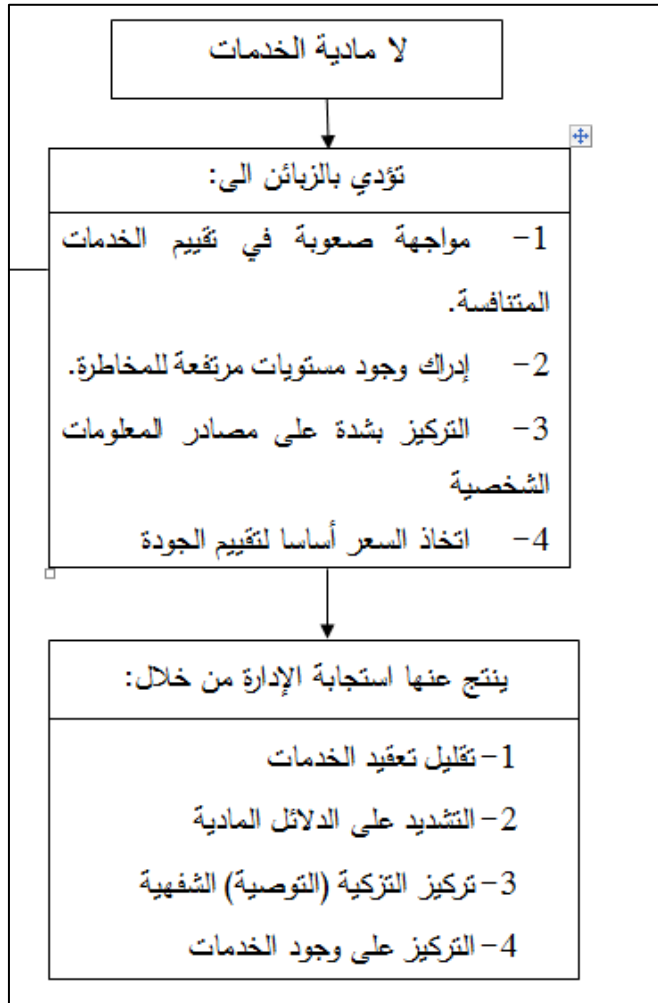 لا مادية الخدمات
تؤدي بالزبائن الى:
1- مواجهة صعوبة في تقييم الخدمات
المتنافسة.
2- إدراك وجود مستويات مرتفعة للمخاطرة.
3- التركيز بشدة على مصادر المعلومات
الشخصية
4- اتخاذ السعر أساسا لتقييم الجودة
ينتج عنها استجابة الإدارة من خلال:
1- تقليل تعقيد الخدمات
2- التشديد على الدلائل المادية
3- تركيز التزكية (التوصية) الشفهية
4- التركيز على وجود الخدمات